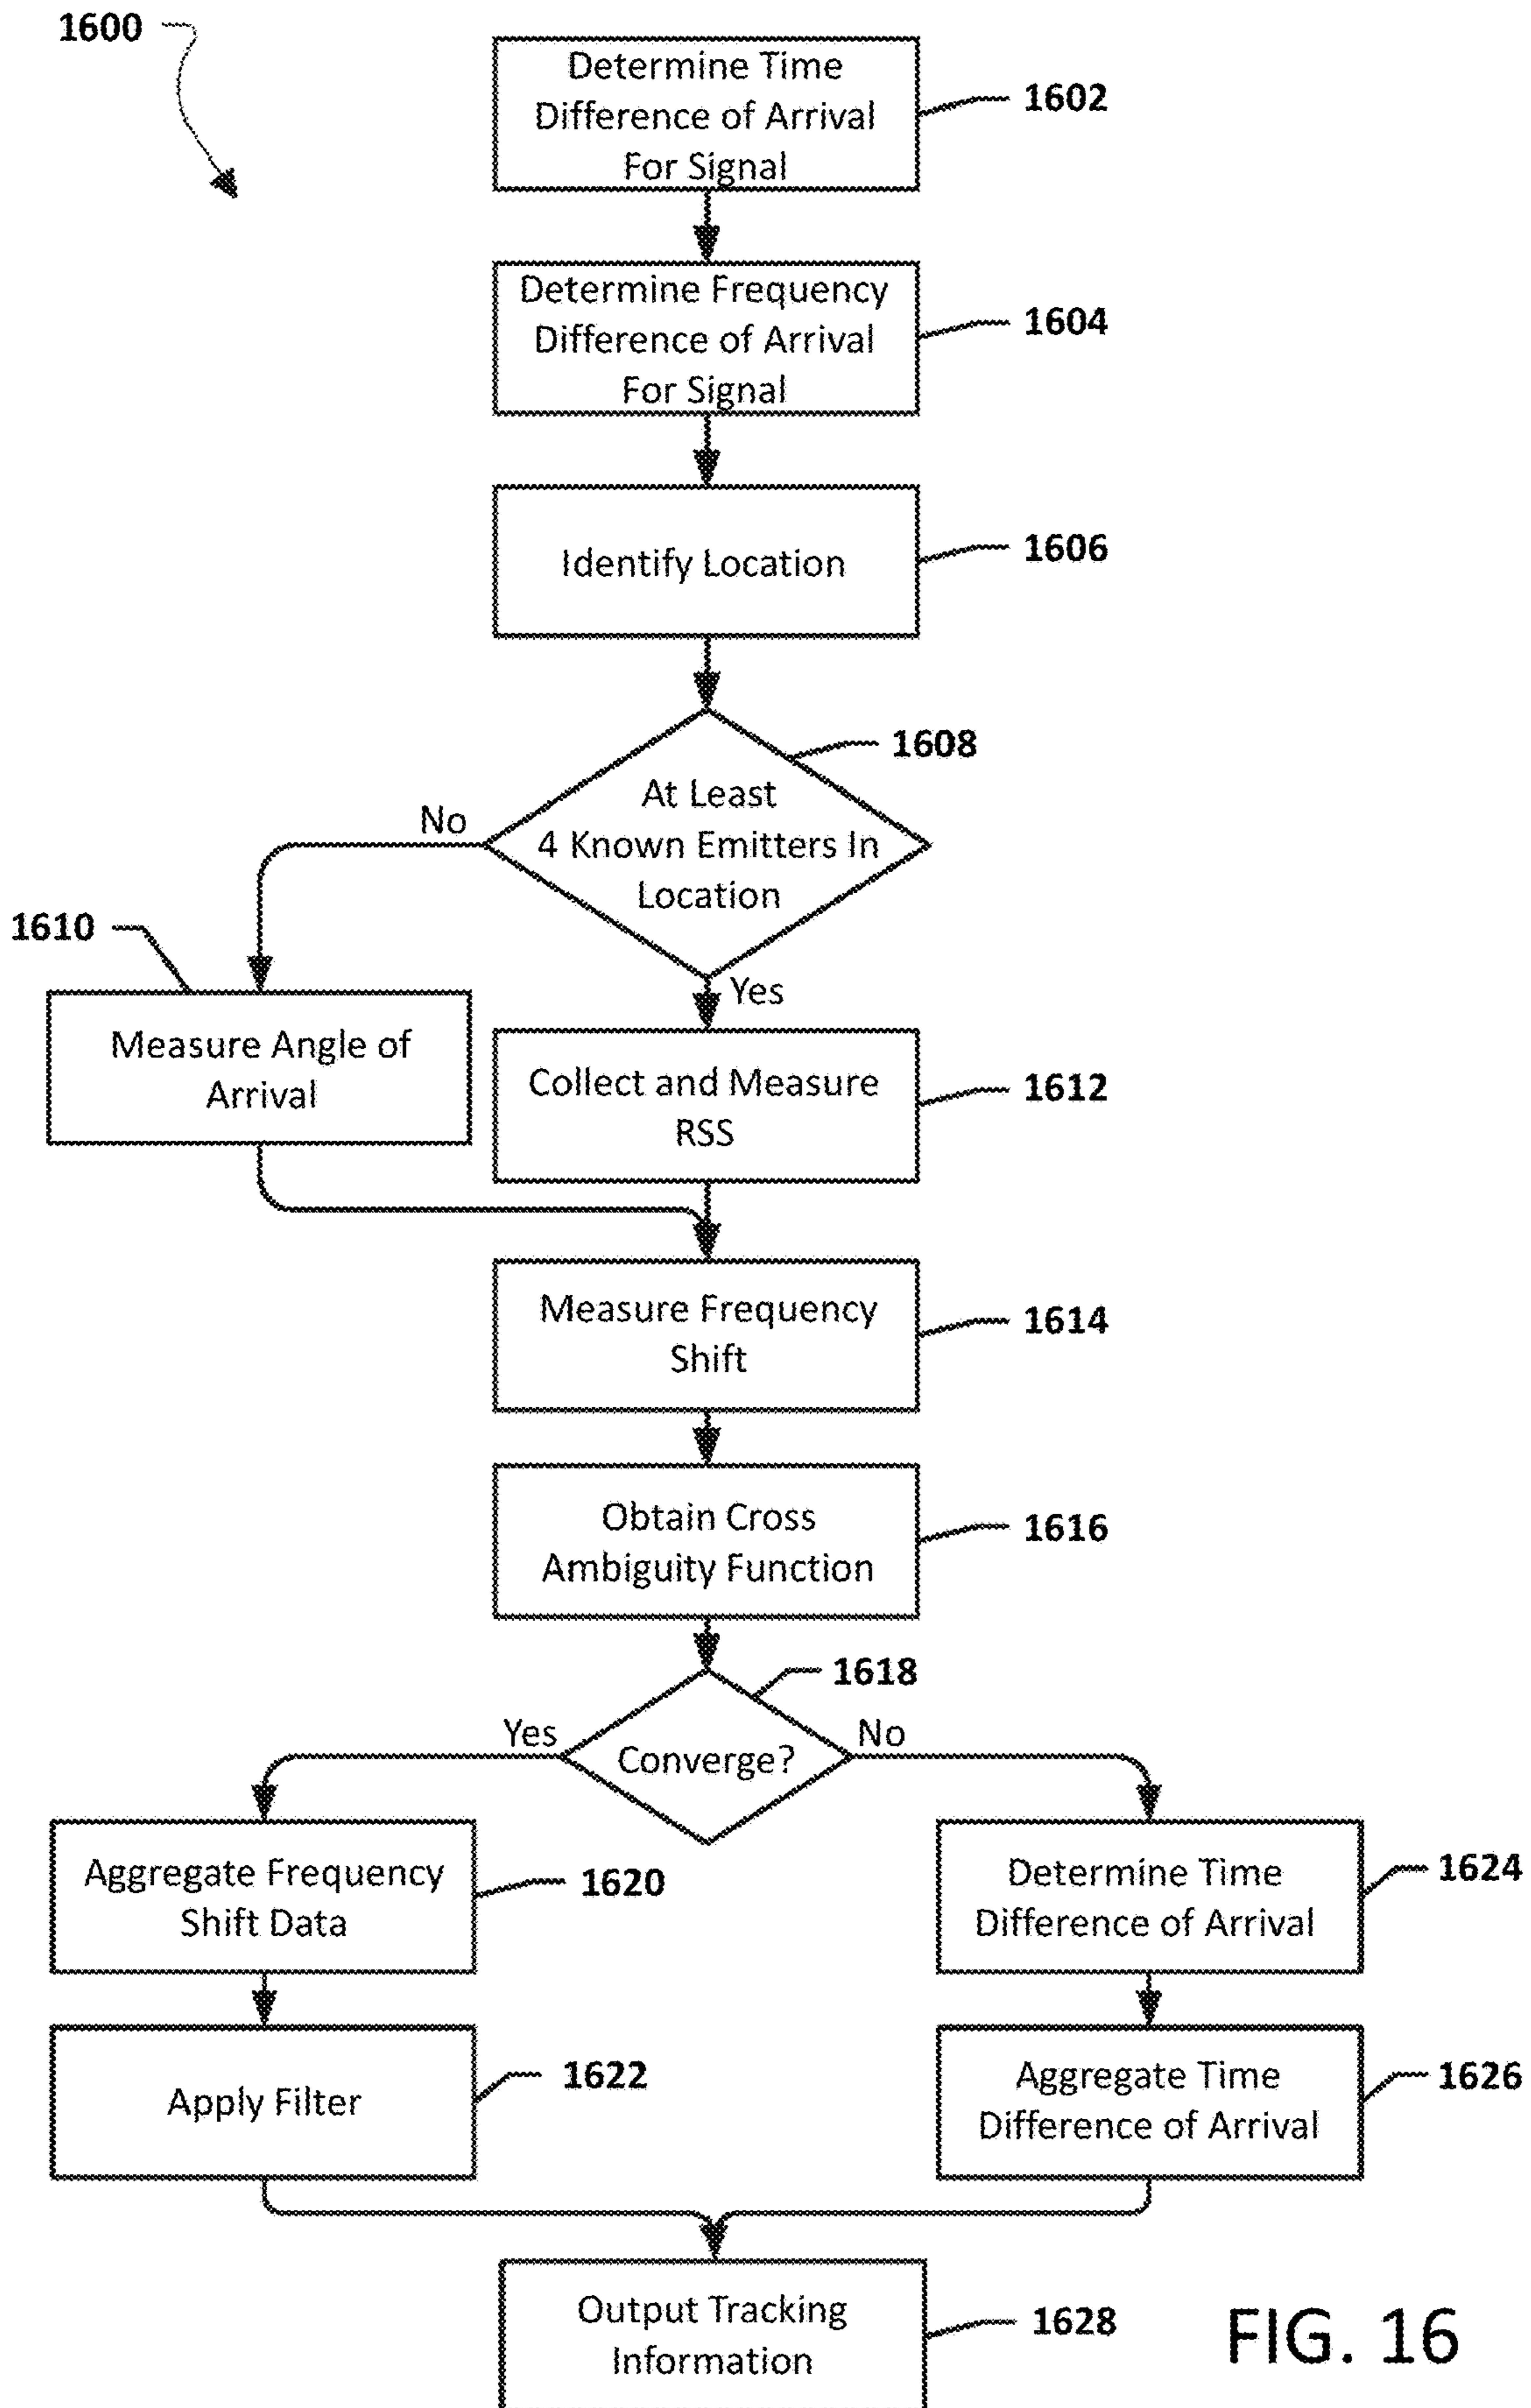 1600
Determine Time
Difference of Arrival
For Signal
1602
Determine Frequency
Difference of Arrival
For Signal
1604
Identify Location
1606
1608
At Least
4 Known Emitters In
Location
No
Yes
1610
Measure Angle of
Arrival
Collect and Measure
RSS
1612
Measure Frequency
Shift
1614
Obtain Cross
Ambiguity Function
1616
1618
Converge?
Yes
No
Aggregate Frequency
Shift Data
1620
Determine Time
Difference of Arrival
1624
Apply Filter
1622
Aggregate Time
Difference of Arrival
1626
Output Tracking
Information
1628
FIG. 16